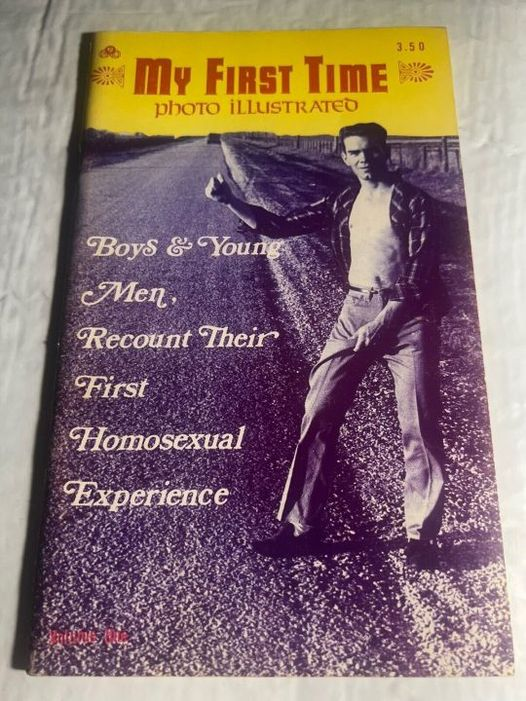 3.50
My First Time
photo illustrated
Boys & Young
Men,
Recount Their
First
Homosexual
Experience
Volume One